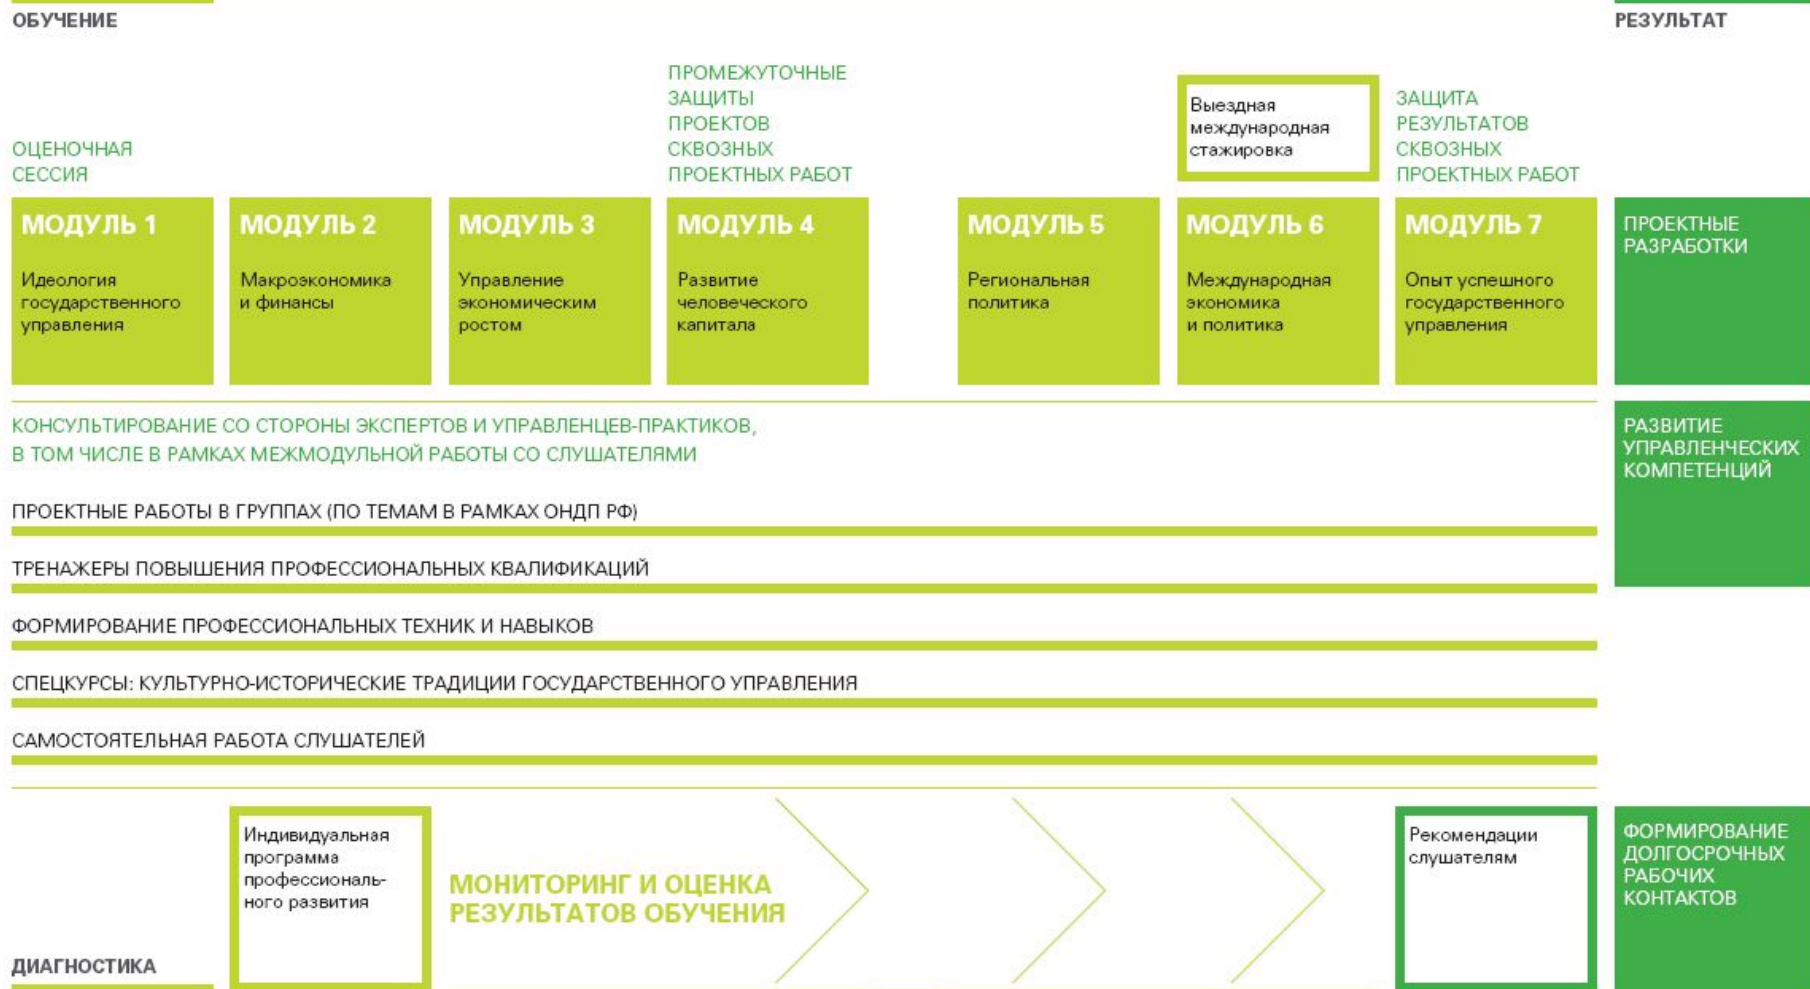 ОБУЧЕНИЕ
РЕЗУЛЬТАТ
ОЦЕНОЧНАЯ
СЕССИЯ
ПРОМЕЖУТОЧНЫЕ
ЗАЩИТЫ
ПРОЕКТОВ
СКВОЗНЫХ
ПРОЕКТНЫХ РАБОТ
Выездная
международная
стажировка
ЗАЩИТА
РЕЗУЛЬТАТОВ
СКВОЗНЫХ
ПРОЕКТНЫХ РАБОТ
МОДУЛЬ 1
Идеология
государственного
управления
МОДУЛЬ 2
Макроэкономика
и финансы
МОДУЛЬ 3
Управление
экономическим
ростом
МОДУЛЬ 4
Развитие
человеческого
капитала
МОДУЛЬ 5
Региональная
политика
МОДУЛЬ 6
Международная
экономика
и политика
МОДУЛЬ 7
Опыт успешного
государственного
управления
ПРОЕКТНЫЕ
РАЗРАБОТКИ
КОНСУЛЬТИРОВАНИЕ СО СТОРОНЫ ЭКСПЕРТОВ И УПРАВЛЕНЦЕВ-ПРАКТИКОВ,
В ТОМ ЧИСЛЕ В РАМКАХ МЕЖМОДУЛЬНОЙ РАБОТЫ СО СЛУШАТЕЛЯМИ
РАЗВИТИЕ
УПРАВЛЕНЧЕСКИХ
КОМПЕТЕНЦИЙ
ПРОЕКТНЫЕ РАБОТЫ В ГРУППАХ (ПО ТЕМАМ В РАМКАХ ОНДП РФ)
ТРЕНАЖЕРЫ ПОВЫШЕНИЯ ПРОФЕССИОНАЛЬНЫХ КВАЛИФИКАЦИЙ
ФОРМИРОВАНИЕ ПРОФЕССИОНАЛЬНЫХ ТЕХНИК И НАВЫКОВ
СПЕЦКУРСЫ: КУЛЬТУРНО-ИСТОРИЧЕСКИЕ ТРАДИЦИИ ГОСУДАРСТВЕННОГО УПРАВЛЕНИЯ
САМОСТОЯТЕЛЬНАЯ РАБОТА СЛУШАТЕЛЕЙ
Индивидуальная
программа
профессиональ-
ного развития
МОНИТОРИНГ И ОЦЕНКА
РЕЗУЛЬТАТОВ ОБУЧЕНИЯ
Рекомендации
слушателям
ФОРМИРОВАНИЕ
ДОЛГОСРОЧНЫХ
РАБОЧИХ
КОНТАКТОВ
ДИАГНОСТИКА